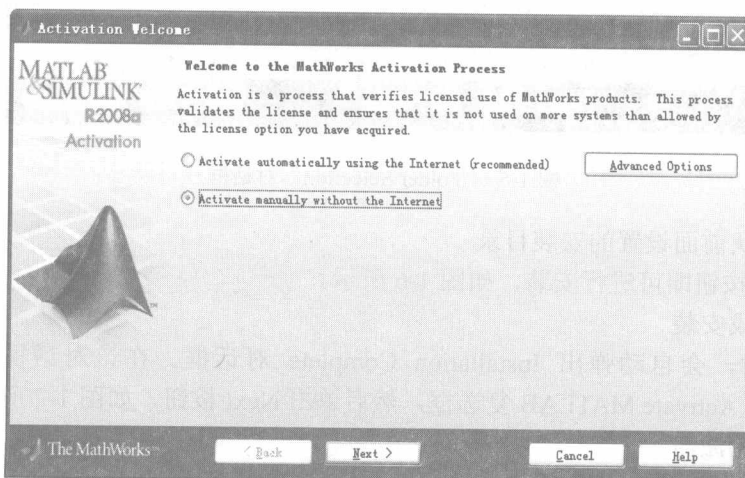 Activation Welcome
MATLAB
&SIMULINK
R2008a
Activation
Welcome to the MathWorks Activation Process
Activation is a process that verifies licensed use of MathWorks products. This process
validates the license and ensures that it is not used on more systems than allowed by
the license option you have acquired.
Activate automatically using the Internet (recommended)
Advanced Options
Activate manually without the Internet
The MathWorks™
< Back
Next >
Cancel
Help